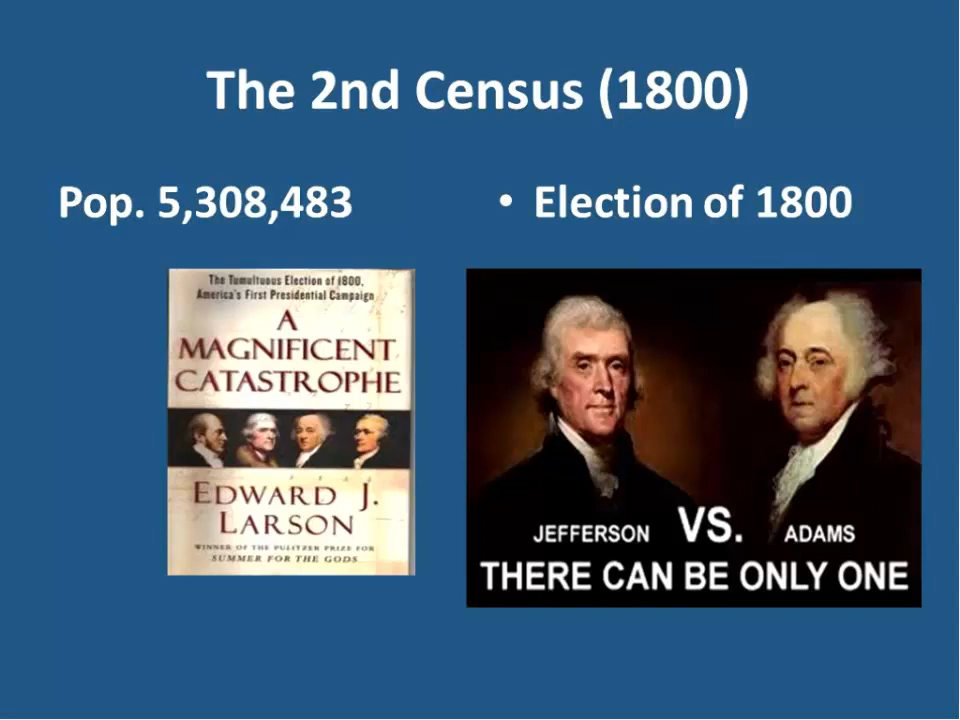 The 2nd Census (1800)
Pop. 5,308,483
The Tumultuous Election of 1800,
America's First Presidential Campaign
A
MAGNIFICENT
CATASTROPHE
EDWARD J.
LARSON
WINNER OF THE PULITZER PRIZE FOR
SUMMER FOR THE GODS
• Election of 1800
JEFFERSON VS. ADAMS
THERE CAN BE ONLY ONE